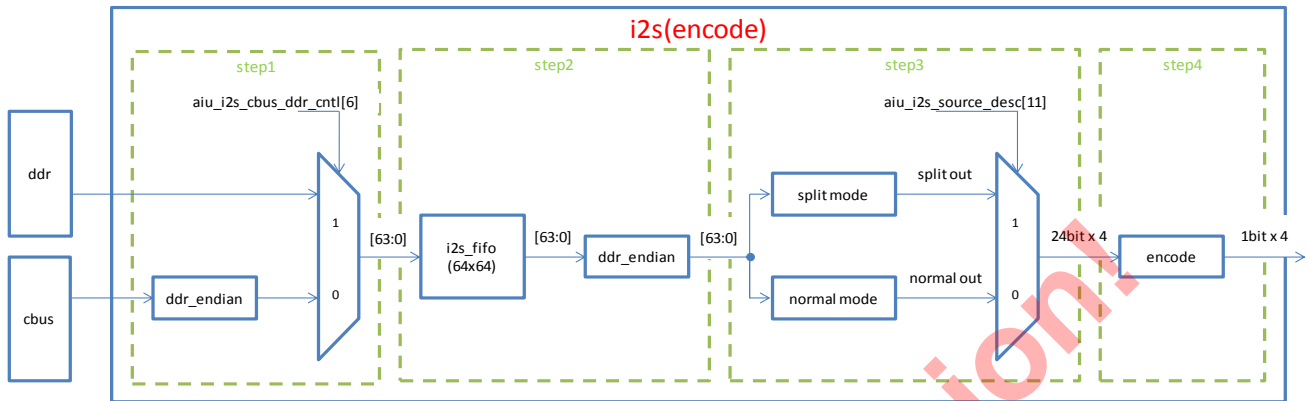 i2s(encode)
step1
step2
step3
step4
aiu_i2s_cbus_ddr_cntl[6]
aiu_i2s_source_desc[11]
ddr
cbus
ddr_endian
1
0
[63:0]
i2s_fifo
(64x64)
[63:0]
ddr_endian
[63:0]
split mode
split out
normal mode
normal out
1
0
24bit x 4
encode
1bit x 4
ion!